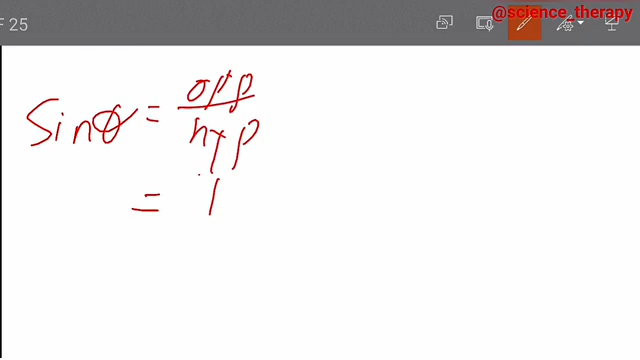 F 25
@science_therapy
Sinθ = opp/hyp
= 1